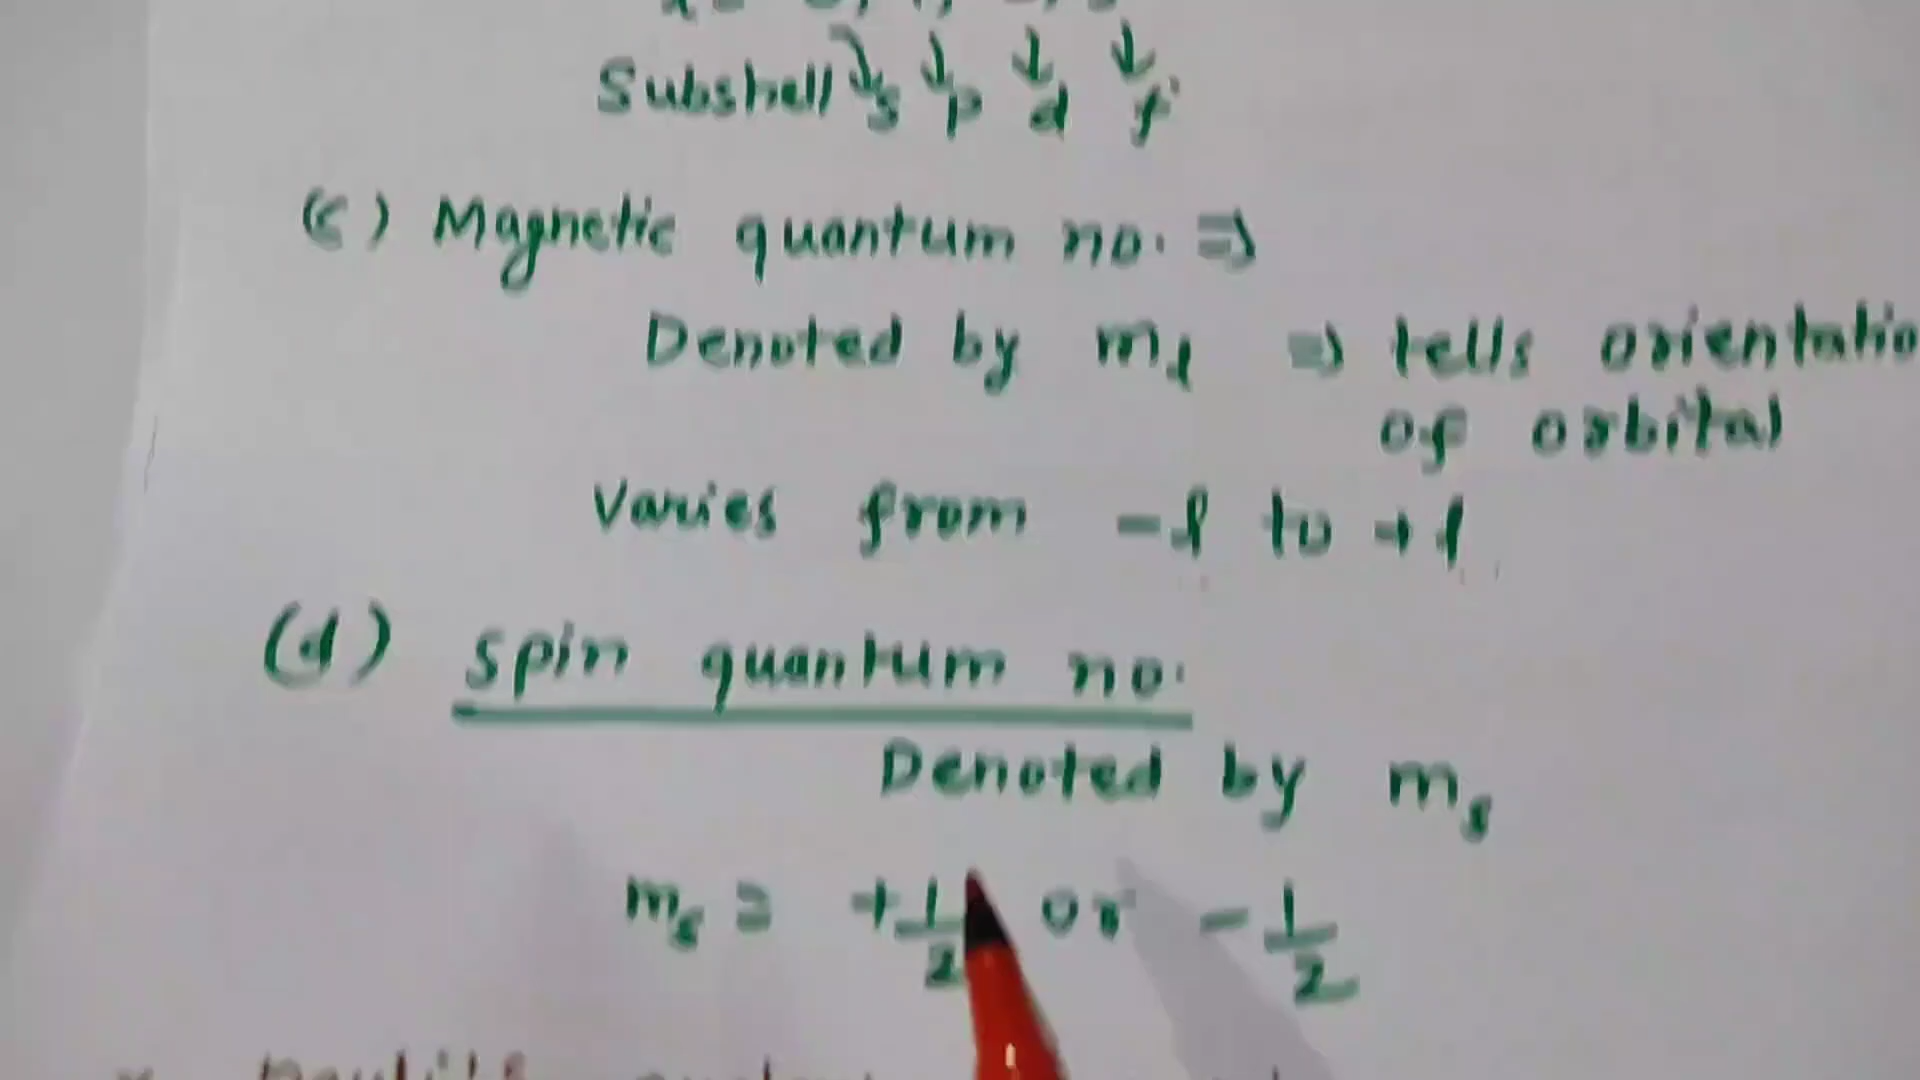 Subshell s p d f
(c) Magnetic quantum no. ⇒
Denoted by ml ⇒ tells orientatio
of orbital
Varies from -l to +l
(d) spin quantum no.
Denoted by ms
ms = +1/2 or -1/2